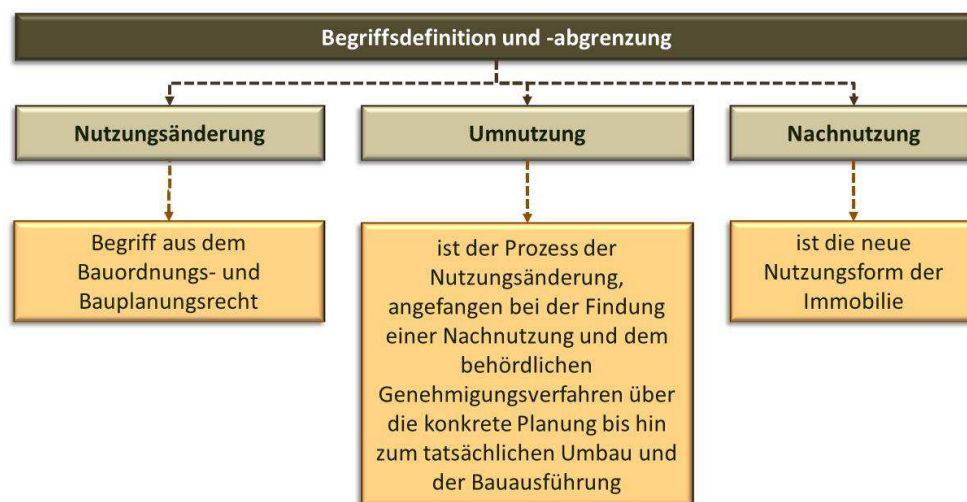 Begriffsdefinition und -abgrenzung
Nutzungsänderung
Umnutzung
Nachnutzung
Begriff aus dem
Bauordnungs- und
Bauplanungsrecht
ist der Prozess der
Nutzungsänderung,
angefangen bei der Findung
einer Nachnutzung und dem
behördlichen
Genehmigungsverfahren über
die konkrete Planung bis hin
zum tatsächlichen Umbau und
der Bauausführung
ist die neue
Nutzungsform der
Immobilie